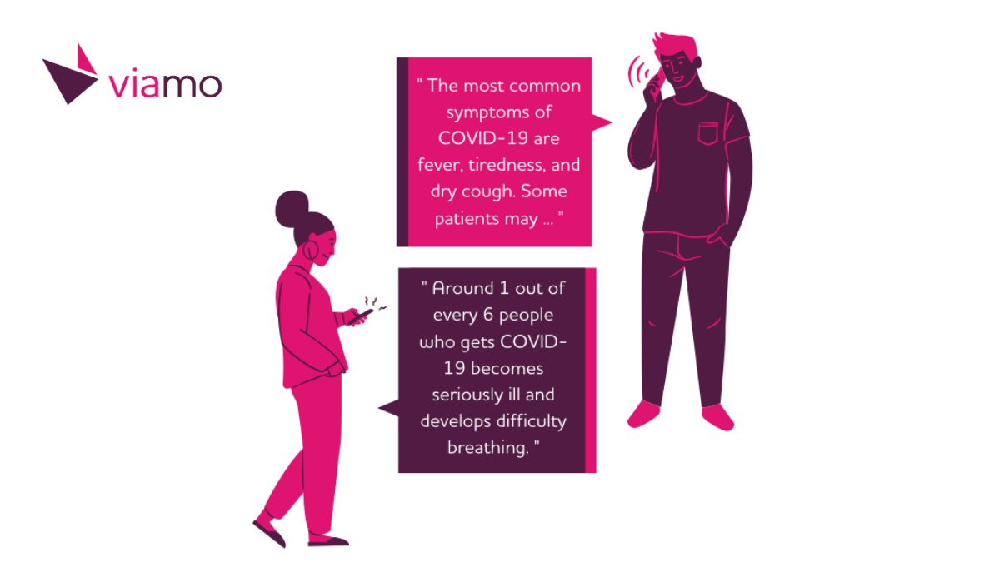 viamo
" The most common
symptoms of
COVID-19 are
fever, tiredness, and
dry cough. Some
patients may ... "
" Around 1 out of
every 6 people
who gets COVID-
19 becomes
seriously ill and
develops difficulty
breathing. "